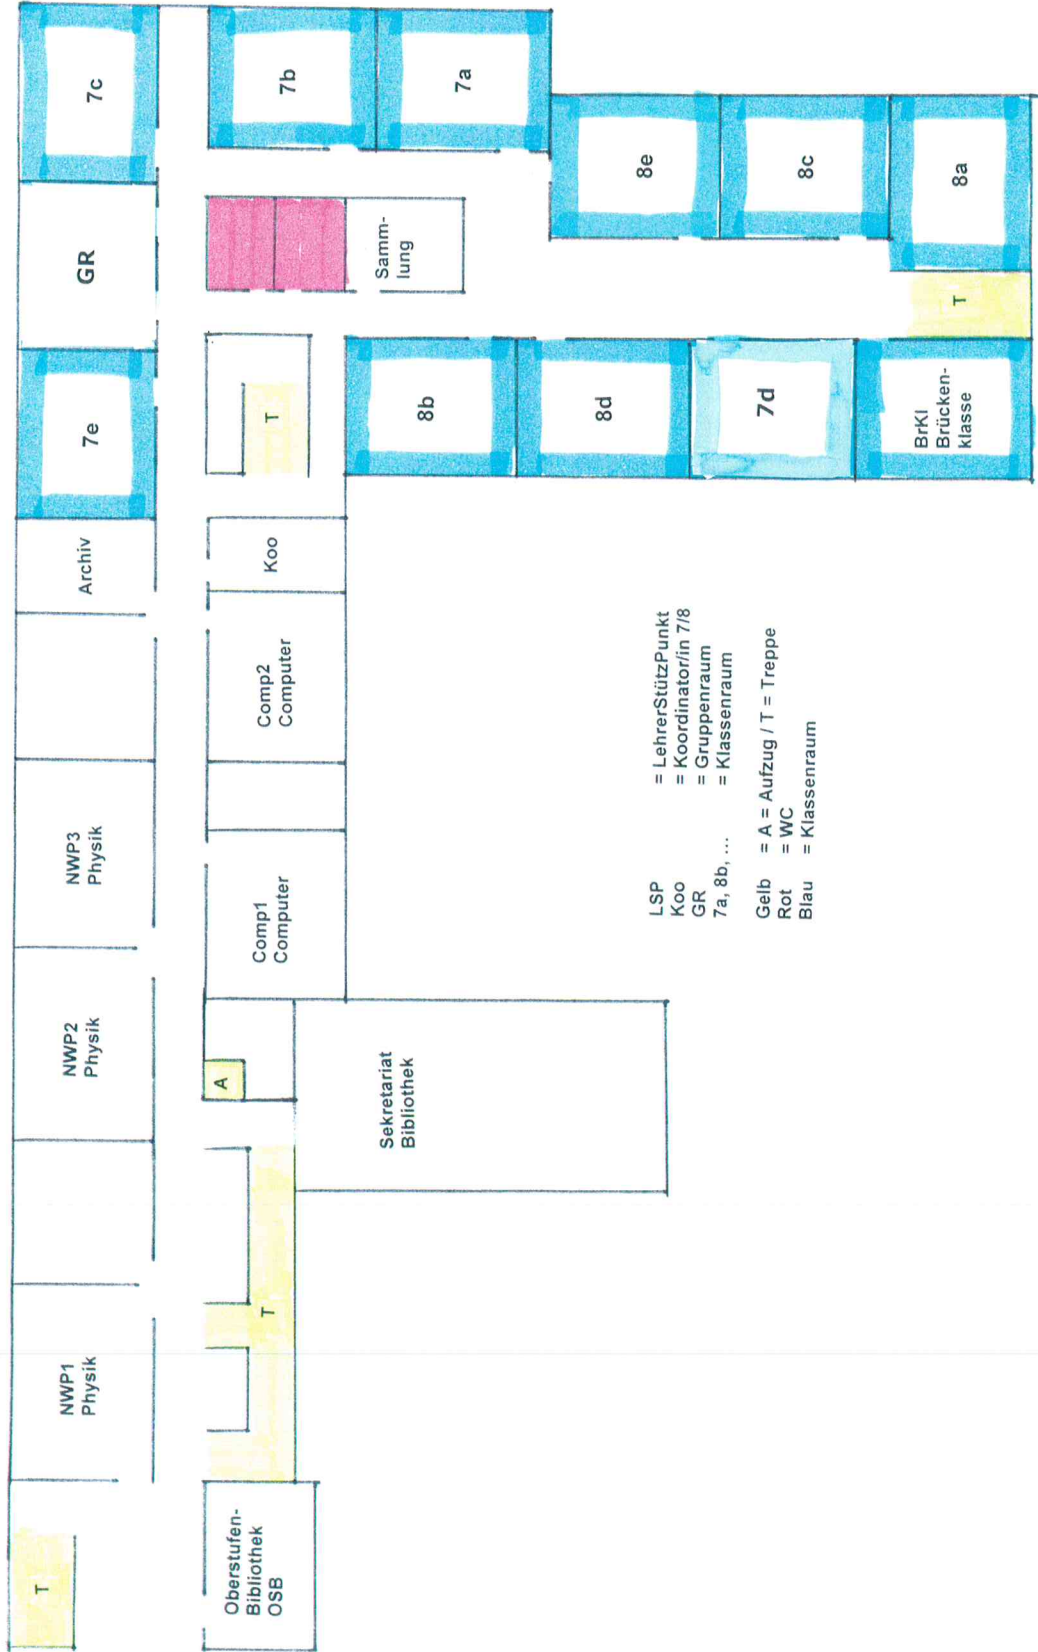 T
NWP1
Physik
NWP2
Physik
NWP3
Physik
Archiv
7e
GR
7c
Oberstufen-
Bibliothek
OSB
T
A
Sekretariat
Bibliothek
Comp1
Computer
Comp2
Computer
Koo
T
Samm-
lung
7b
7a
8b
8d
7d
BrKl
Brücken-
klasse
T
8e
8c
8a
LSP = LehrerStützPunkt
Koo = Koordinator/in 7/8
GR = Gruppenraum
7a, 8b, ... = Klassenraum
Gelb = A = Aufzug / T = Treppe
Rot = WC
Blau = Klassenraum